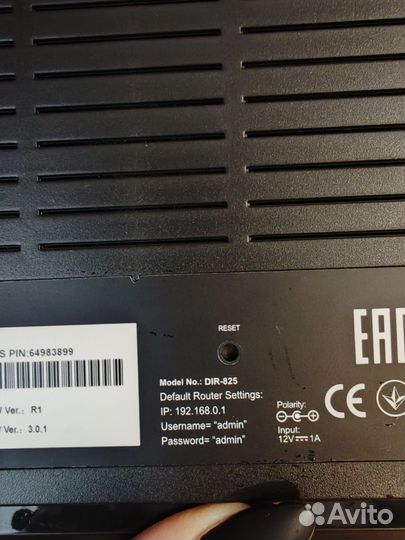 RESET
S PIN:64983899
Ver.: R1
Ver.: 3.0.1
Model No.: DIR-825
Default Router Settings:
IP: 192.168.0.1
Username= "admin"
Password= "admin"
Polarity:
Input:
12V⎓1A
EAC
CE
Avito